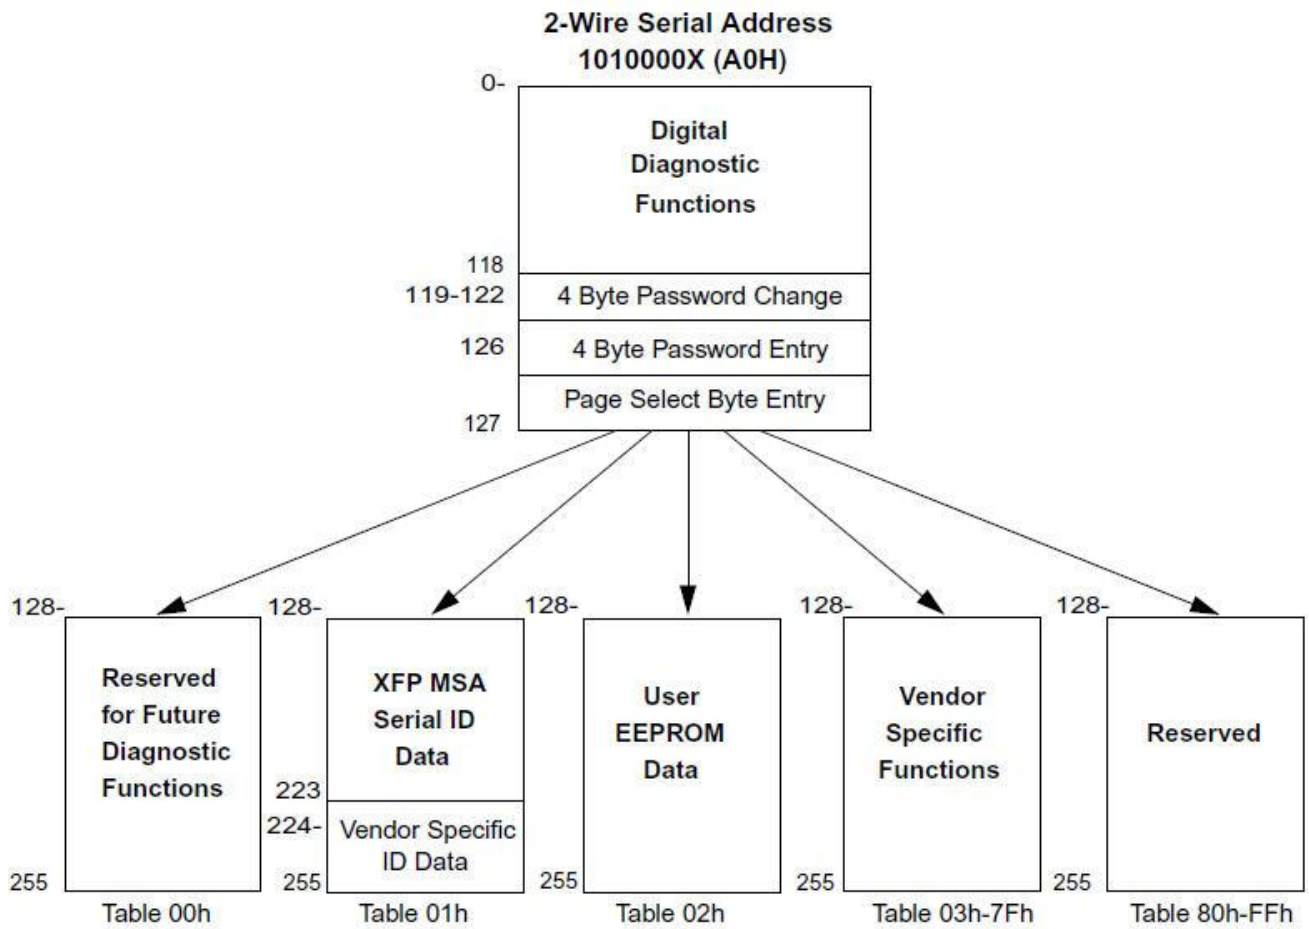 2-Wire Serial Address
1010000X (A0H)
0-
Digital
Diagnostic
Functions
118
119-122
4 Byte Password Change
126
4 Byte Password Entry
Page Select Byte Entry
127
128-
Reserved
for Future
Diagnostic
Functions
255
Table 00h
128-
XFP MSA
Serial ID
Data
223
224-
Vendor Specific
ID Data
255
Table 01h
128-
User
EEPROM
Data
255
Table 02h
128-
Vendor
Specific
Functions
255
Table 03h-7Fh
128-
Reserved
255
Table 80h-FFh